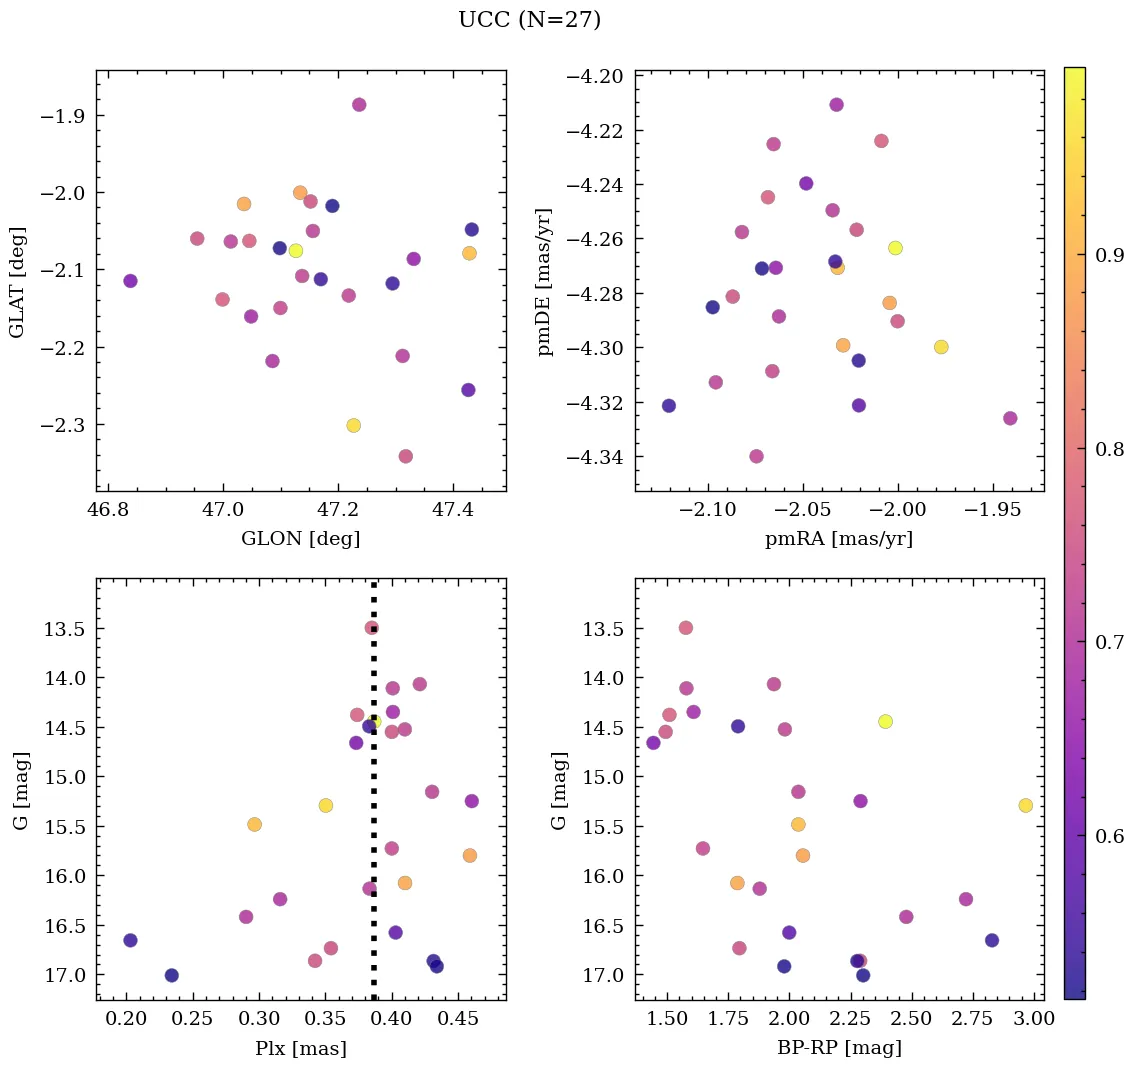 UCC (N=27)
−1.9
−2.0
−2.1
−2.2
−2.3
GLAT [deg]
46.8 47.0 47.2 47.4
GLON [deg]
−4.20
−4.22
−4.24
−4.26
−4.28
−4.30
−4.32
−4.34
pmDE [mas/yr]
−2.10 −2.05 −2.00 −1.95
pmRA [mas/yr]
13.5
14.0
14.5
15.0
15.5
16.0
16.5
17.0
G [mag]
0.20 0.25 0.30 0.35 0.40 0.45
Plx [mas]
13.5
14.0
14.5
15.0
15.5
16.0
16.5
17.0
G [mag]
1.50 1.75 2.00 2.25 2.50 2.75 3.00
BP-RP [mag]
0.9
0.8
0.7
0.6